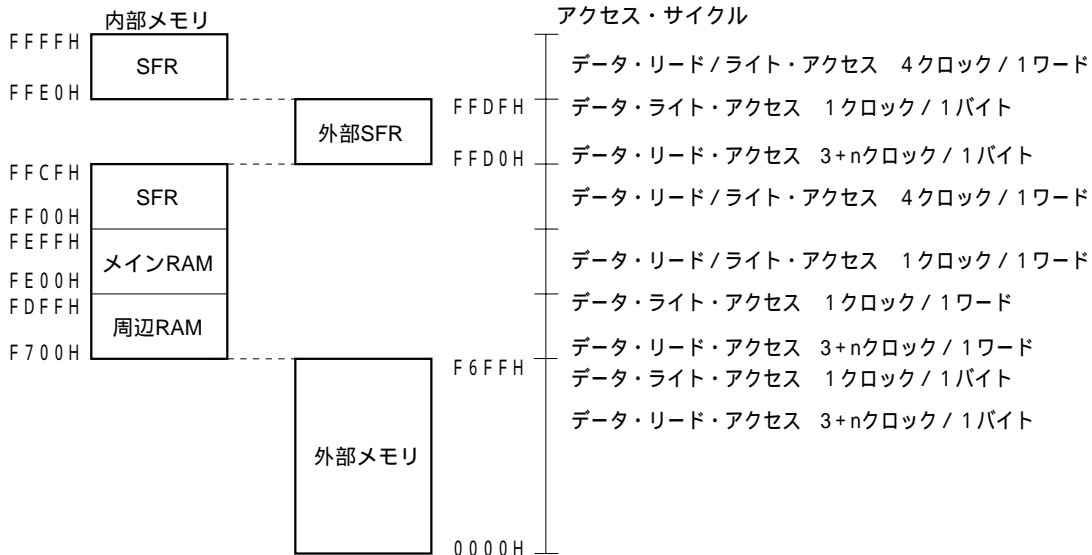 内部メモリ
アクセス・サイクル
FFFFH
SFR
データ・リード/ライト・アクセス 4クロック/1ワード
FFE0H
FFDFH
データ・ライト・アクセス 1クロック/1バイト
外部SFR
FFD0H
データ・リード・アクセス 3+nクロック/1バイト
FFCFH
SFR
データ・リード/ライト・アクセス 4クロック/1ワード
FF00H
FEFFH
メインRAM
データ・リード/ライト・アクセス 1クロック/1ワード
FE00H
FDFFH
データ・ライト・アクセス 1クロック/1ワード
周辺RAM
F700H
データ・リード・アクセス 3+nクロック/1ワード
F6FFH
データ・ライト・アクセス 1クロック/1バイト
データ・リード・アクセス 3+nクロック/1バイト
外部メモリ
0000H